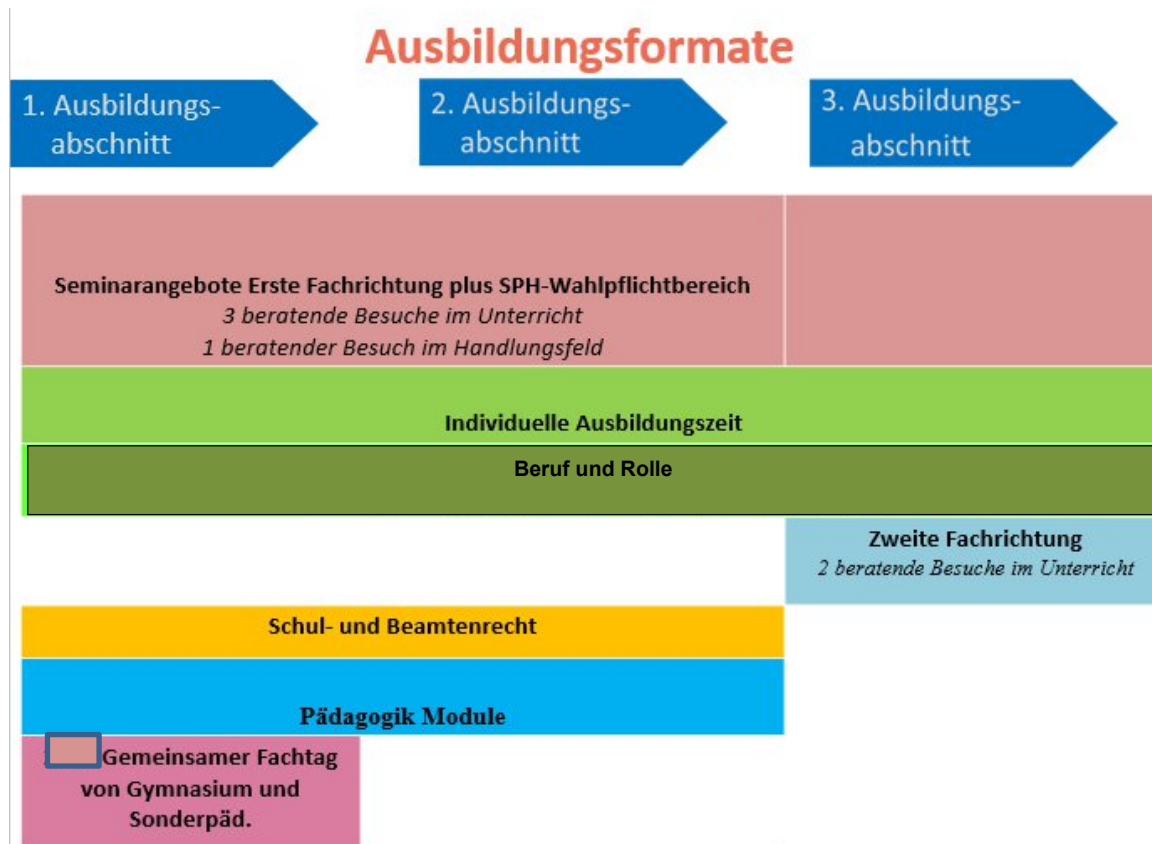 Ausbildungsformate
1. Ausbildungs-
abschnitt
2. Ausbildungs-
abschnitt
3. Ausbildungs-
abschnitt
Seminarangebote Erste Fachrichtung plus SPH-Wahlpflichtbereich
3 beratende Besuche im Unterricht
1 beratender Besuch im Handlungsfeld
Individuelle Ausbildungszeit
Beruf und Rolle
Zweite Fachrichtung
2 beratende Besuche im Unterricht
Schul- und Beamtenrecht
Pädagogik Module
Gemeinsamer Fachtag
von Gymnasium und
Sonderpäd.